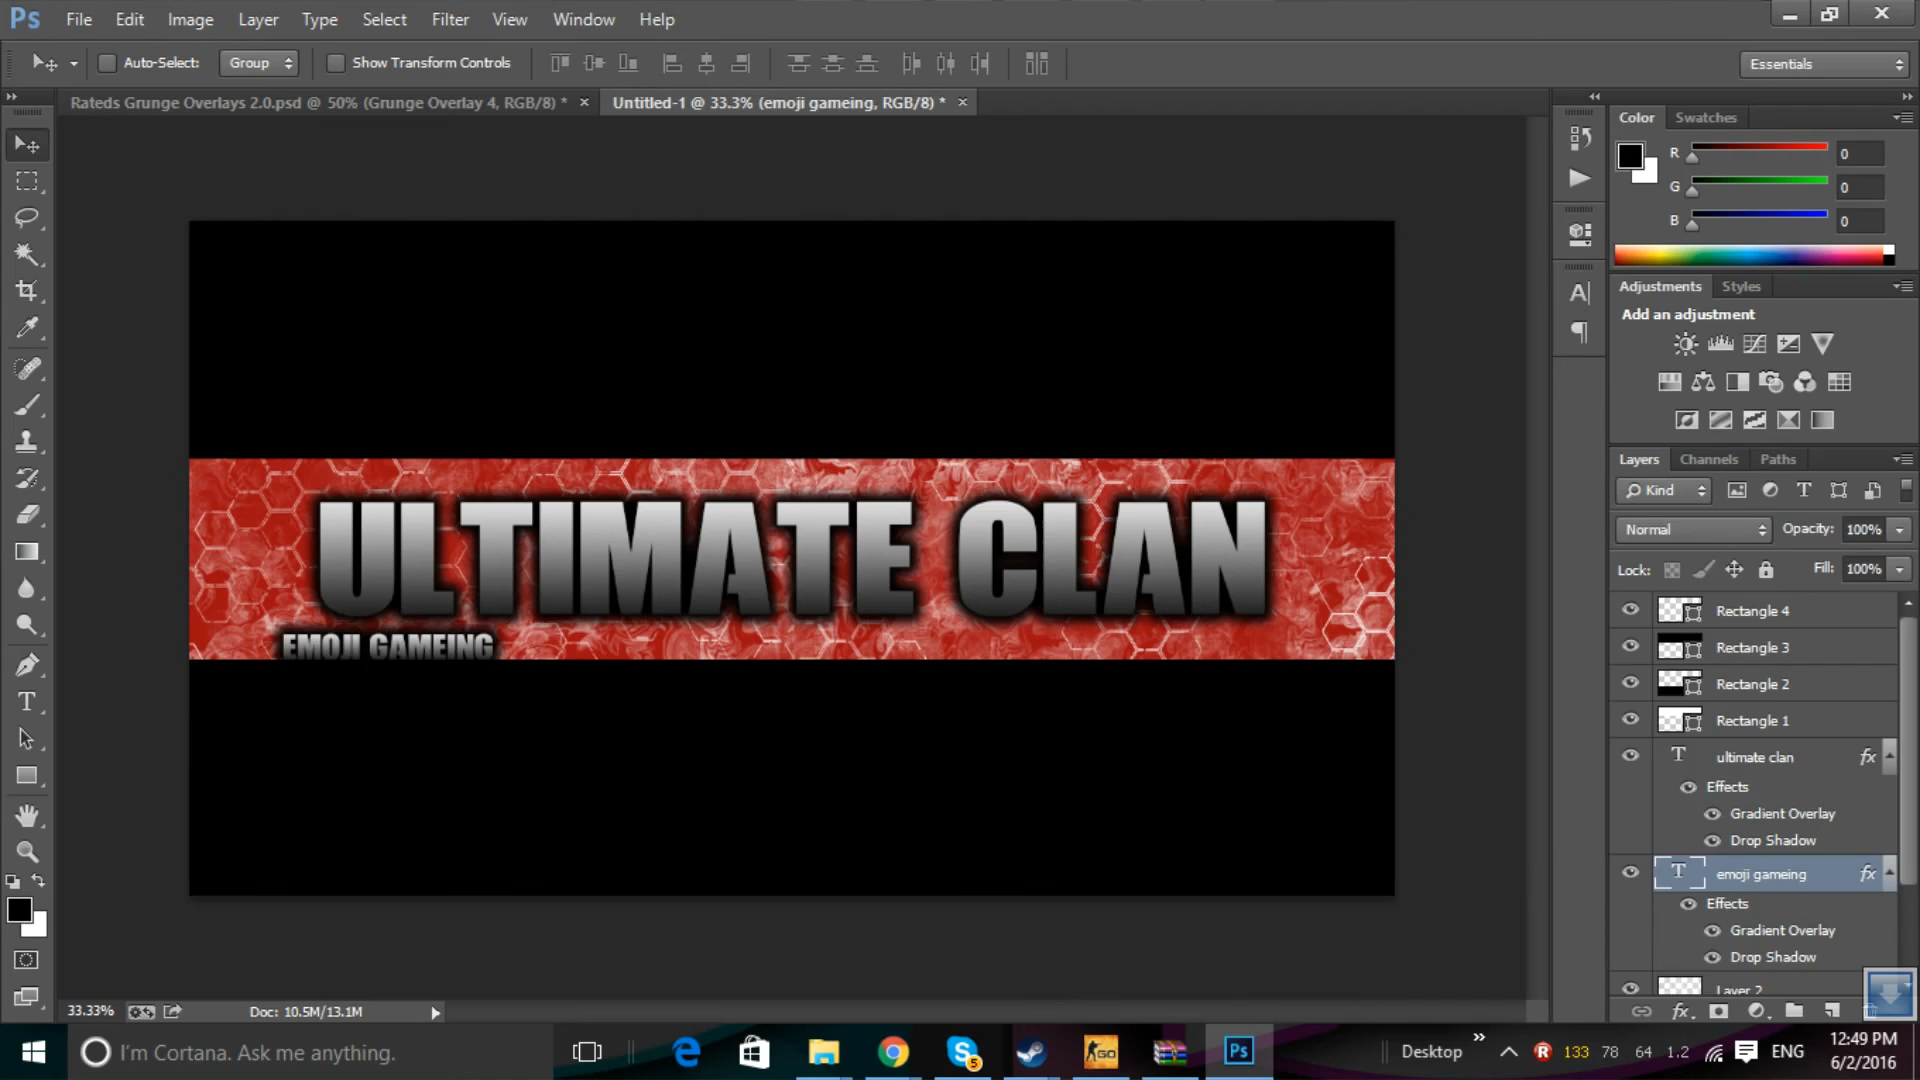 Ps File Edit Image Layer Type Select Filter View Window Help
Auto-Select: Group Show Transform Controls Essentials
Rateds Grunge Overlays 2.0.psd @ 50% (Grunge Overlay 4, RGB/8) * × Untitled-1 @ 33.3% (emoji gameing, RGB/8) * ×
Color Swatches
R 0
G 0
B 0
Adjustments Styles
Add an adjustment
Layers Channels Paths
Kind
Normal Opacity: 100%
Lock: Fill: 100%
Rectangle 4
Rectangle 3
Rectangle 2
Rectangle 1
ultimate clan fx
Effects
Gradient Overlay
Drop Shadow
emoji gameing fx
Effects
Gradient Overlay
Drop Shadow
Layer 2
ULTIMATE CLAN
EMOJI GAMEING
33.33% Doc: 10.5M/13.1M
I'm Cortana. Ask me anything.
5
GO
Ps
Desktop
R 133 78 64 1.2 ENG
12:49 PM
6/2/2016